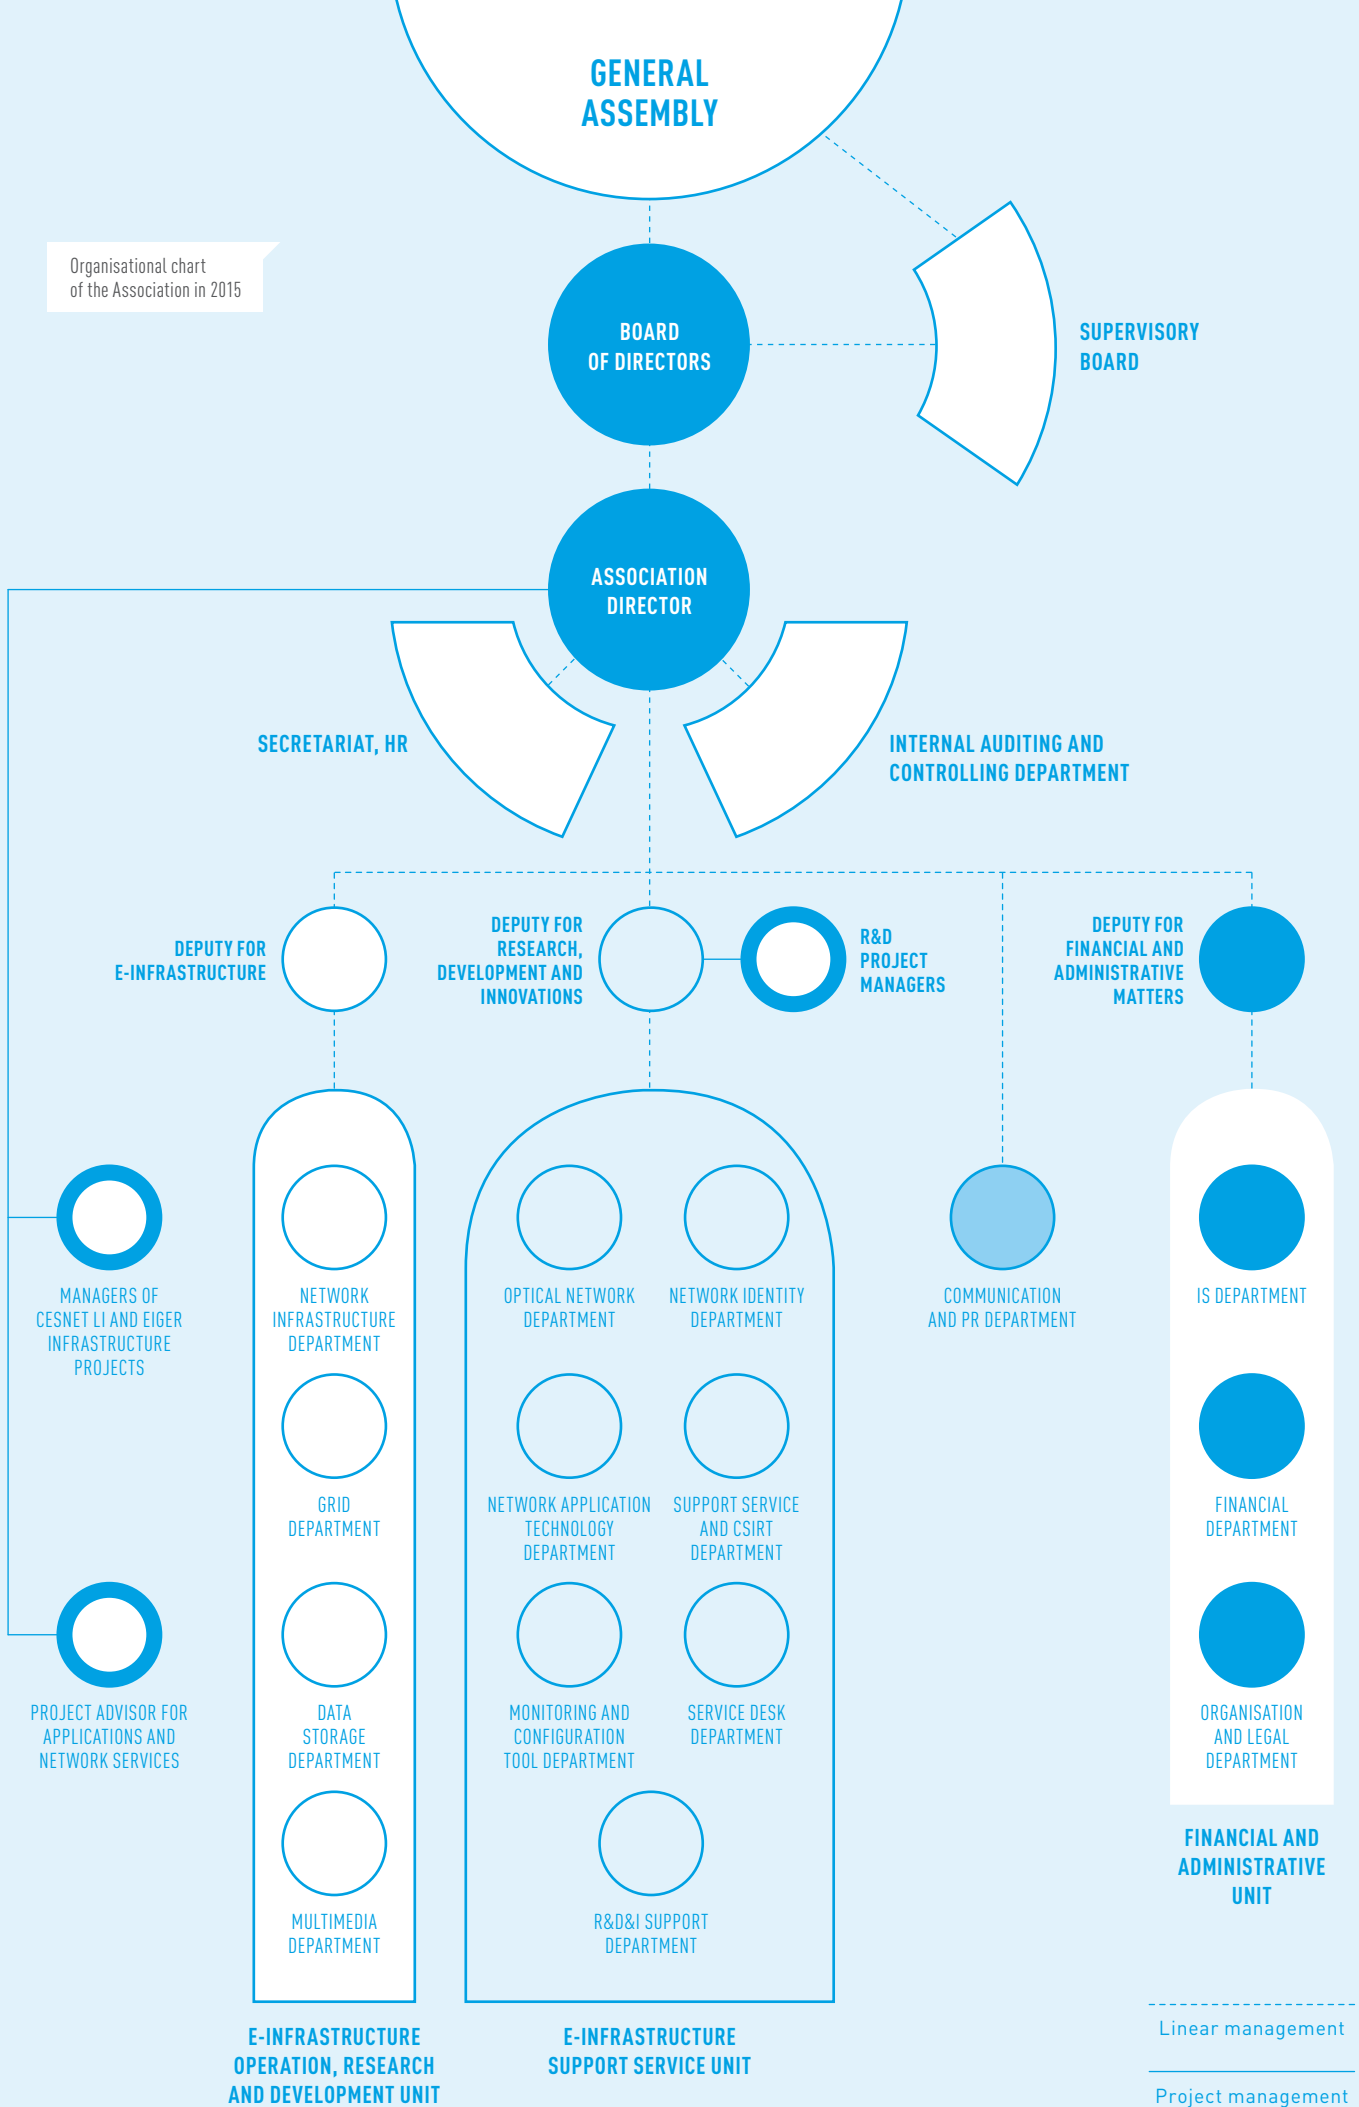 GENERAL
ASSEMBLY
Organisational chart
of the Association in 2015
BOARD
OF DIRECTORS
SUPERVISORY
BOARD
ASSOCIATION
DIRECTOR
SECRETARIAT, HR
INTERNAL AUDITING AND
CONTROLLING DEPARTMENT
DEPUTY FOR
E-INFRASTRUCTURE
DEPUTY FOR
RESEARCH,
DEVELOPMENT AND
INNOVATIONS
R&D
PROJECT
MANAGERS
DEPUTY FOR
FINANCIAL AND
ADMINISTRATIVE
MATTERS
MANAGERS OF
CESNET LI AND EIGER
INFRASTRUCTURE
PROJECTS
NETWORK
INFRASTRUCTURE
DEPARTMENT
OPTICAL NETWORK
DEPARTMENT
NETWORK IDENTITY
DEPARTMENT
COMMUNICATION
AND PR DEPARTMENT
IS DEPARTMENT
GRID
DEPARTMENT
NETWORK APPLICATION
TECHNOLOGY
DEPARTMENT
SUPPORT SERVICE
AND CSIRT
DEPARTMENT
FINANCIAL
DEPARTMENT
PROJECT ADVISOR FOR
APPLICATIONS AND
NETWORK SERVICES
DATA
STORAGE
DEPARTMENT
MONITORING AND
CONFIGURATION
TOOL DEPARTMENT
SERVICE DESK
DEPARTMENT
ORGANISATION
AND LEGAL
DEPARTMENT
MULTIMEDIA
DEPARTMENT
R&D&I SUPPORT
DEPARTMENT
FINANCIAL AND
ADMINISTRATIVE
UNIT
E-INFRASTRUCTURE
OPERATION, RESEARCH
AND DEVELOPMENT UNIT
E-INFRASTRUCTURE
SUPPORT SERVICE UNIT
Linear management
Project management